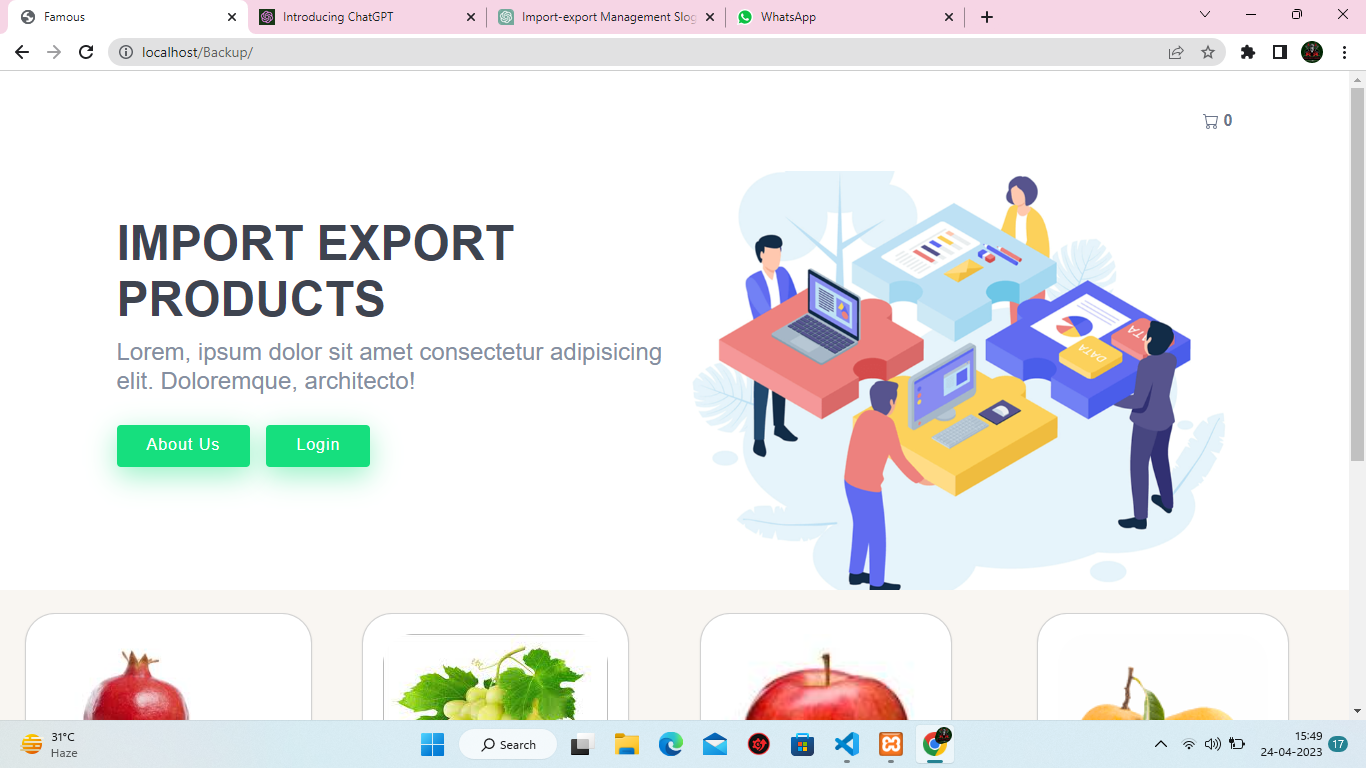 Famous
Introducing ChatGPT
Import-export Management Slog
WhatsApp
localhost/Backup/
0
IMPORT EXPORT
PRODUCTS
Lorem, ipsum dolor sit amet consectetur adipisicing
elit. Doloremque, architecto!
About Us
Login
DATA
DATA
31°C
Haze
Search
15:49
24-04-2023
17